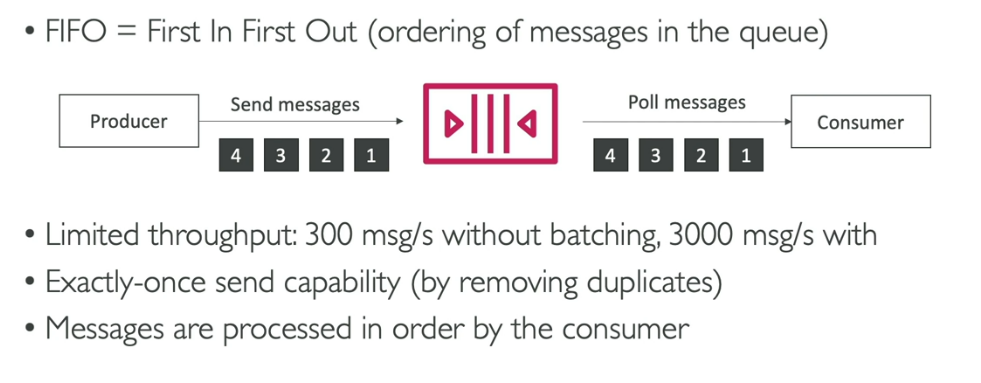 • FIFO = First In First Out (ordering of messages in the queue)
Producer
Send messages
4 3 2 1
Poll messages
4 3 2 1
Consumer
• Limited throughput: 300 msg/s without batching, 3000 msg/s with
• Exactly-once send capability (by removing duplicates)
• Messages are processed in order by the consumer